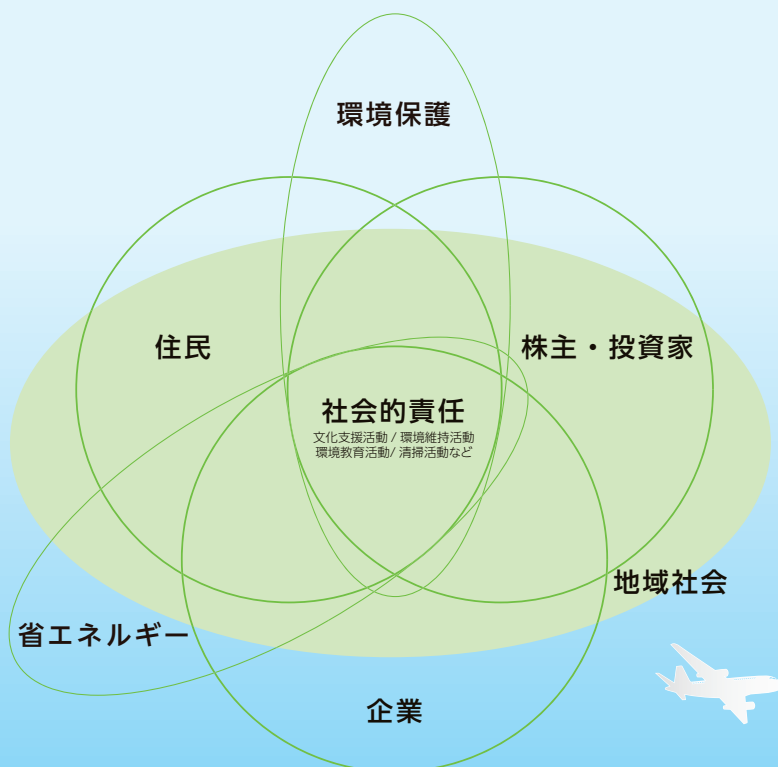 環境保護
住民
株主・投資家
社会的責任
文化支援活動 / 環境維持活動
環境教育活動/ 清掃活動など
地域社会
省エネルギー
企業